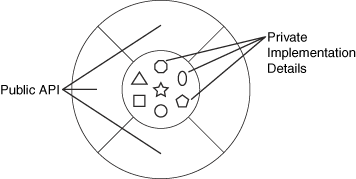 Private
Implementation
Details
Public API